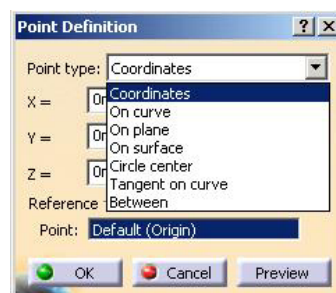 Point Definition
? X
Point type: Coordinates
Coordinates
On curve
On plane
On surface
Circle center
Tangent on curve
Between
X =
Y =
Z =
Reference
Point: Default (Origin)
OK Cancel Preview